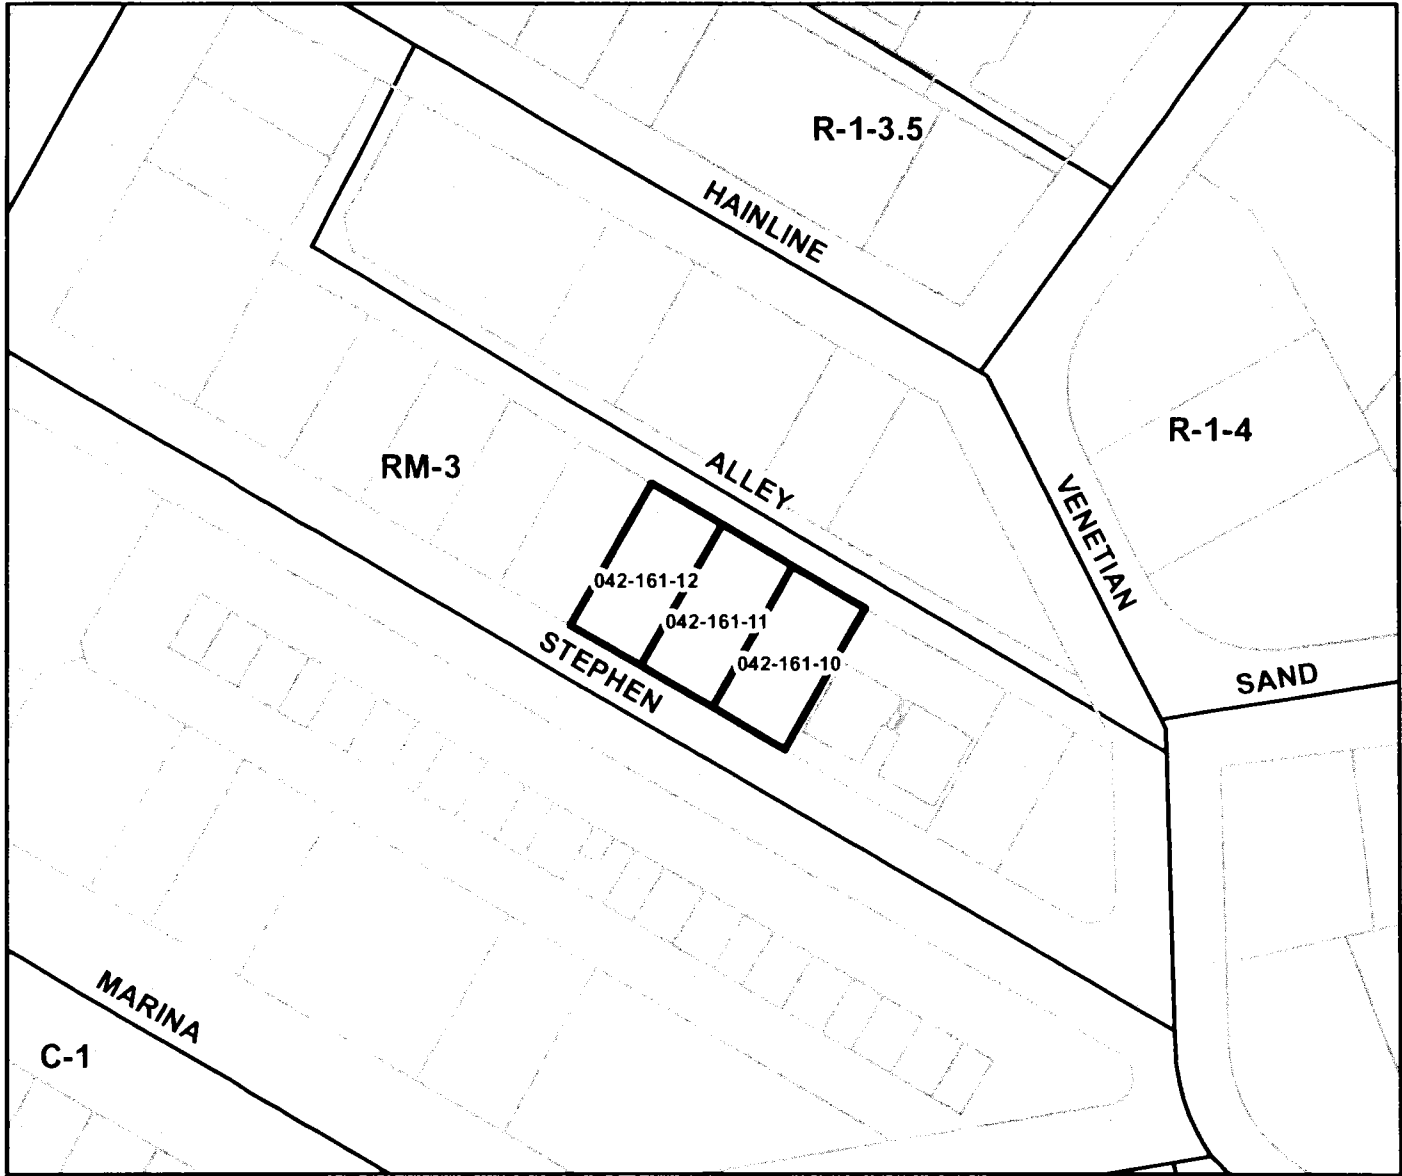 R-1-3.5
HAINLINE
R-1-4
RM-3
ALLEY
VENETIAN
042-161-12
042-161-11
042-161-10
STEPHEN
SAND
MARINA
C-1